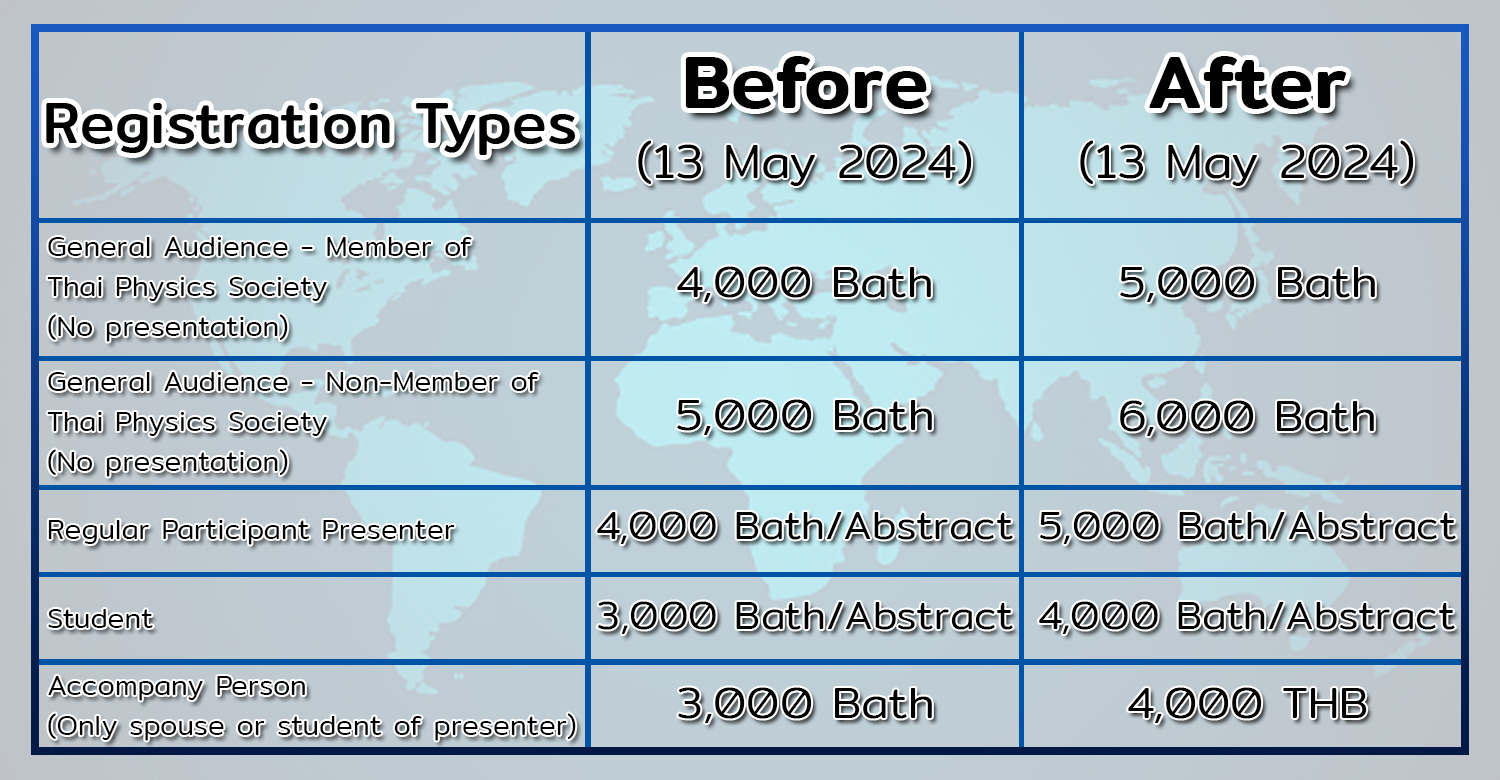 Registration Types
Before
(13 May 2024)
After
(13 May 2024)
General Audience - Member of
Thai Physics Society
(No presentation)
4,000 Bath
5,000 Bath
General Audience - Non-Member of
Thai Physics Society
(No presentation)
5,000 Bath
6,000 Bath
Regular Participant Presenter
4,000 Bath/Abstract
5,000 Bath/Abstract
Student
3,000 Bath/Abstract
4,000 Bath/Abstract
Accompany Person
(Only spouse or student of presenter)
3,000 Bath
4,000 THB